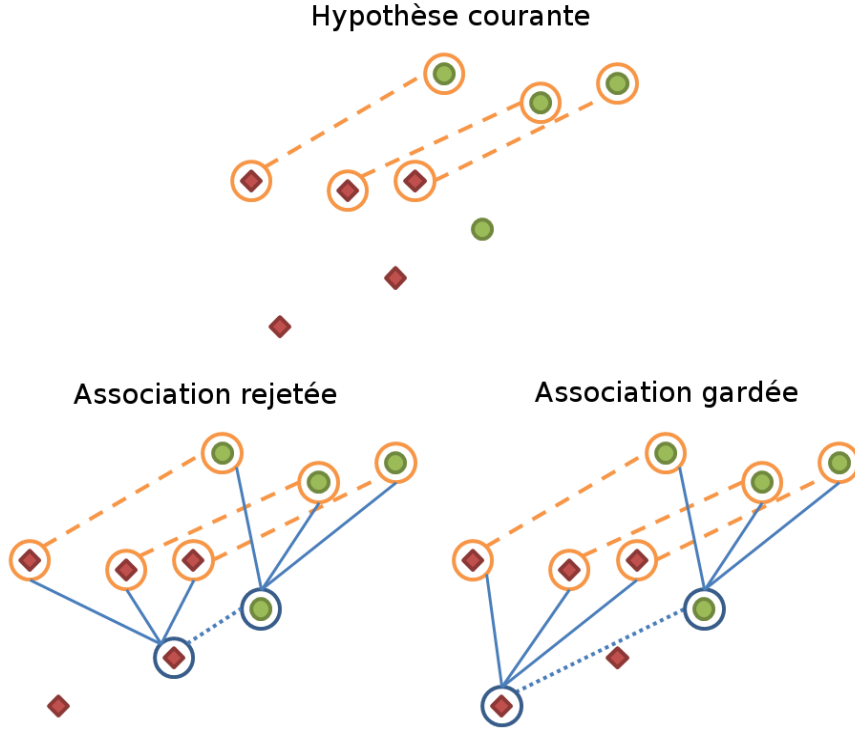 Hypothèse courante
Association rejetée
Association gardée